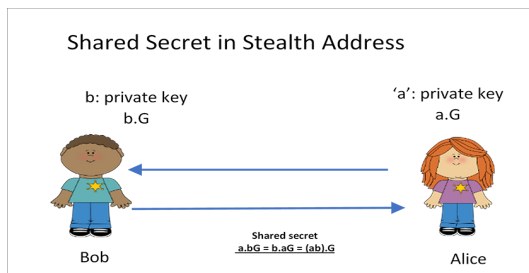 Shared Secret in Stealth Address
b: private key
b.G
'a': private key
a.G
Shared secret
a.bG = b.aG = (ab).G
Bob
Alice